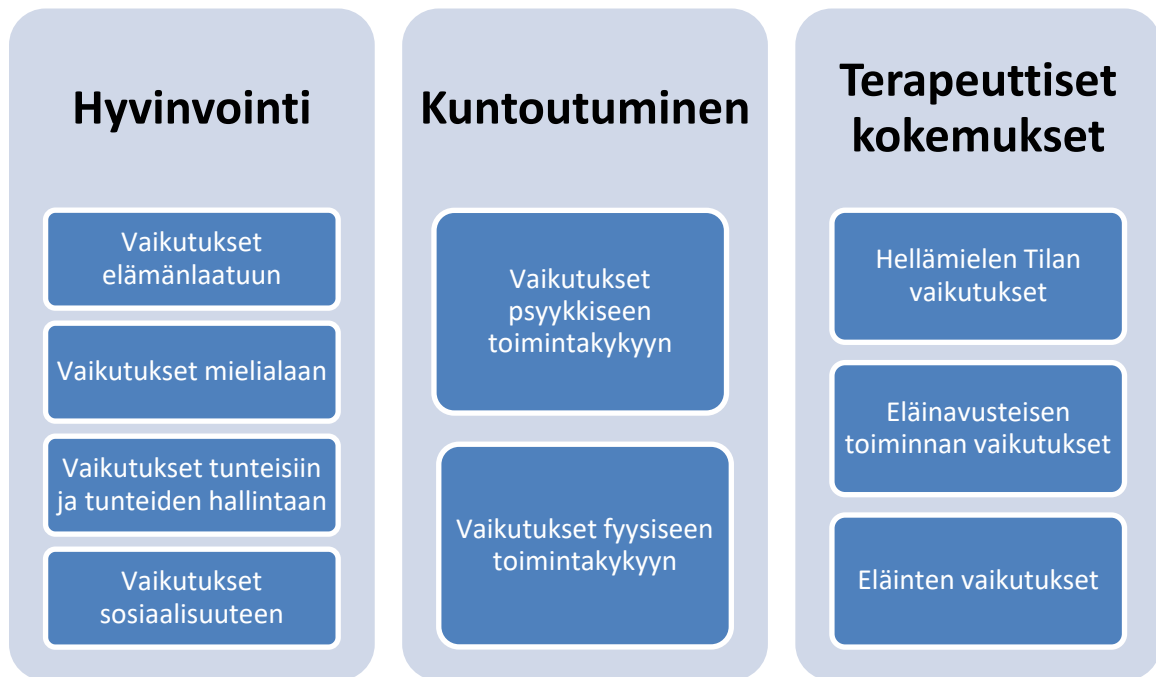 Hyvinvointi
Vaikutukset
elämänlaatuun
Vaikutukset mielialaan
Vaikutukset tunteisiin
ja tunteiden hallintaan
Vaikutukset
sosiaalisuuteen
Kuntoutuminen
Vaikutukset
psyykkiseen
toimintakykyyn
Vaikutukset fyysiseen
toimintakykyyn
Terapeuttiset
kokemukset
Hellämielen Tilan
vaikutukset
Eläinavusteisen
toiminnan vaikutukset
Eläinten vaikutukset